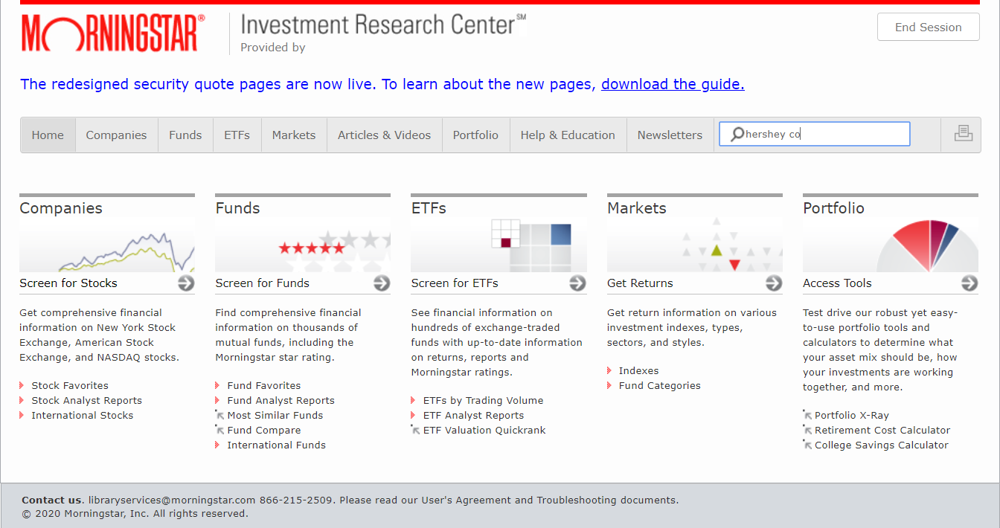 MORNINGSTAR® Investment Research Center℠
Provided by
End Session
The redesigned security quote pages are now live. To learn about the new pages, download the guide.
Home Companies Funds ETFs Markets Articles & Videos Portfolio Help & Education Newsletters hershey co
Companies
Screen for Stocks
Get comprehensive financial
information on New York Stock
Exchange, American Stock
Exchange, and NASDAQ stocks.
Stock Favorites
Stock Analyst Reports
International Stocks
Funds
Screen for Funds
Find comprehensive financial
information on thousands of
mutual funds, including the
Morningstar star rating.
Fund Favorites
Fund Analyst Reports
Most Similar Funds
Fund Compare
International Funds
ETFs
Screen for ETFs
See financial information on
hundreds of exchange-traded
funds with up-to-date information
on returns, reports and
Morningstar ratings.
ETFs by Trading Volume
ETF Analyst Reports
ETF Valuation Quickrank
Markets
Get Returns
Get return information on various
investment indexes, types,
sectors, and styles.
Indexes
Fund Categories
Portfolio
Access Tools
Test drive our robust yet easy-
to-use portfolio tools and
calculators to determine what
your asset mix should be, how
your investments are working
together, and more.
Portfolio X-Ray
Retirement Cost Calculator
College Savings Calculator
Contact us. libraryservices@morningstar.com 866-215-2509. Please read our User's Agreement and Troubleshooting documents.
© 2020 Morningstar, Inc. All rights reserved.